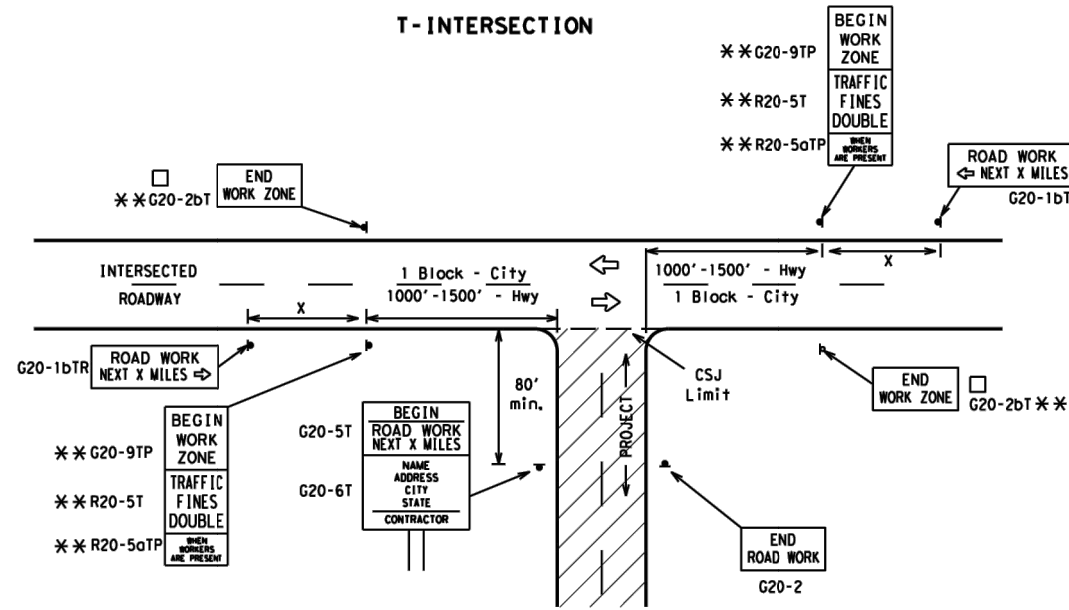 T-INTERSECTION
**G20-9TP
**R20-5T
**R20-5aTP
BEGIN
WORK
ZONE
TRAFFIC
FINES
DOUBLE
WHEN
WORKERS
ARE PRESENT
ROAD WORK
⇦ NEXT X MILES
G20-1bT
□
**G20-2bT
END
WORK ZONE
INTERSECTED
ROADWAY
1 Block - City
1000'-1500' - Hwy
X
1000'-1500' - Hwy
1 Block - City
X
G20-1bTR
ROAD WORK
NEXT X MILES ⇨
80'
min.
CSJ
Limit
PROJECT
END
WORK ZONE
□
G20-2bT **
**G20-9TP
**R20-5T
**R20-5aTP
BEGIN
WORK
ZONE
TRAFFIC
FINES
DOUBLE
WHEN
WORKERS
ARE PRESENT
G20-5T
G20-6T
BEGIN
ROAD WORK
NEXT X MILES
NAME
ADDRESS
CITY
STATE
CONTRACTOR
END
ROAD WORK
G20-2